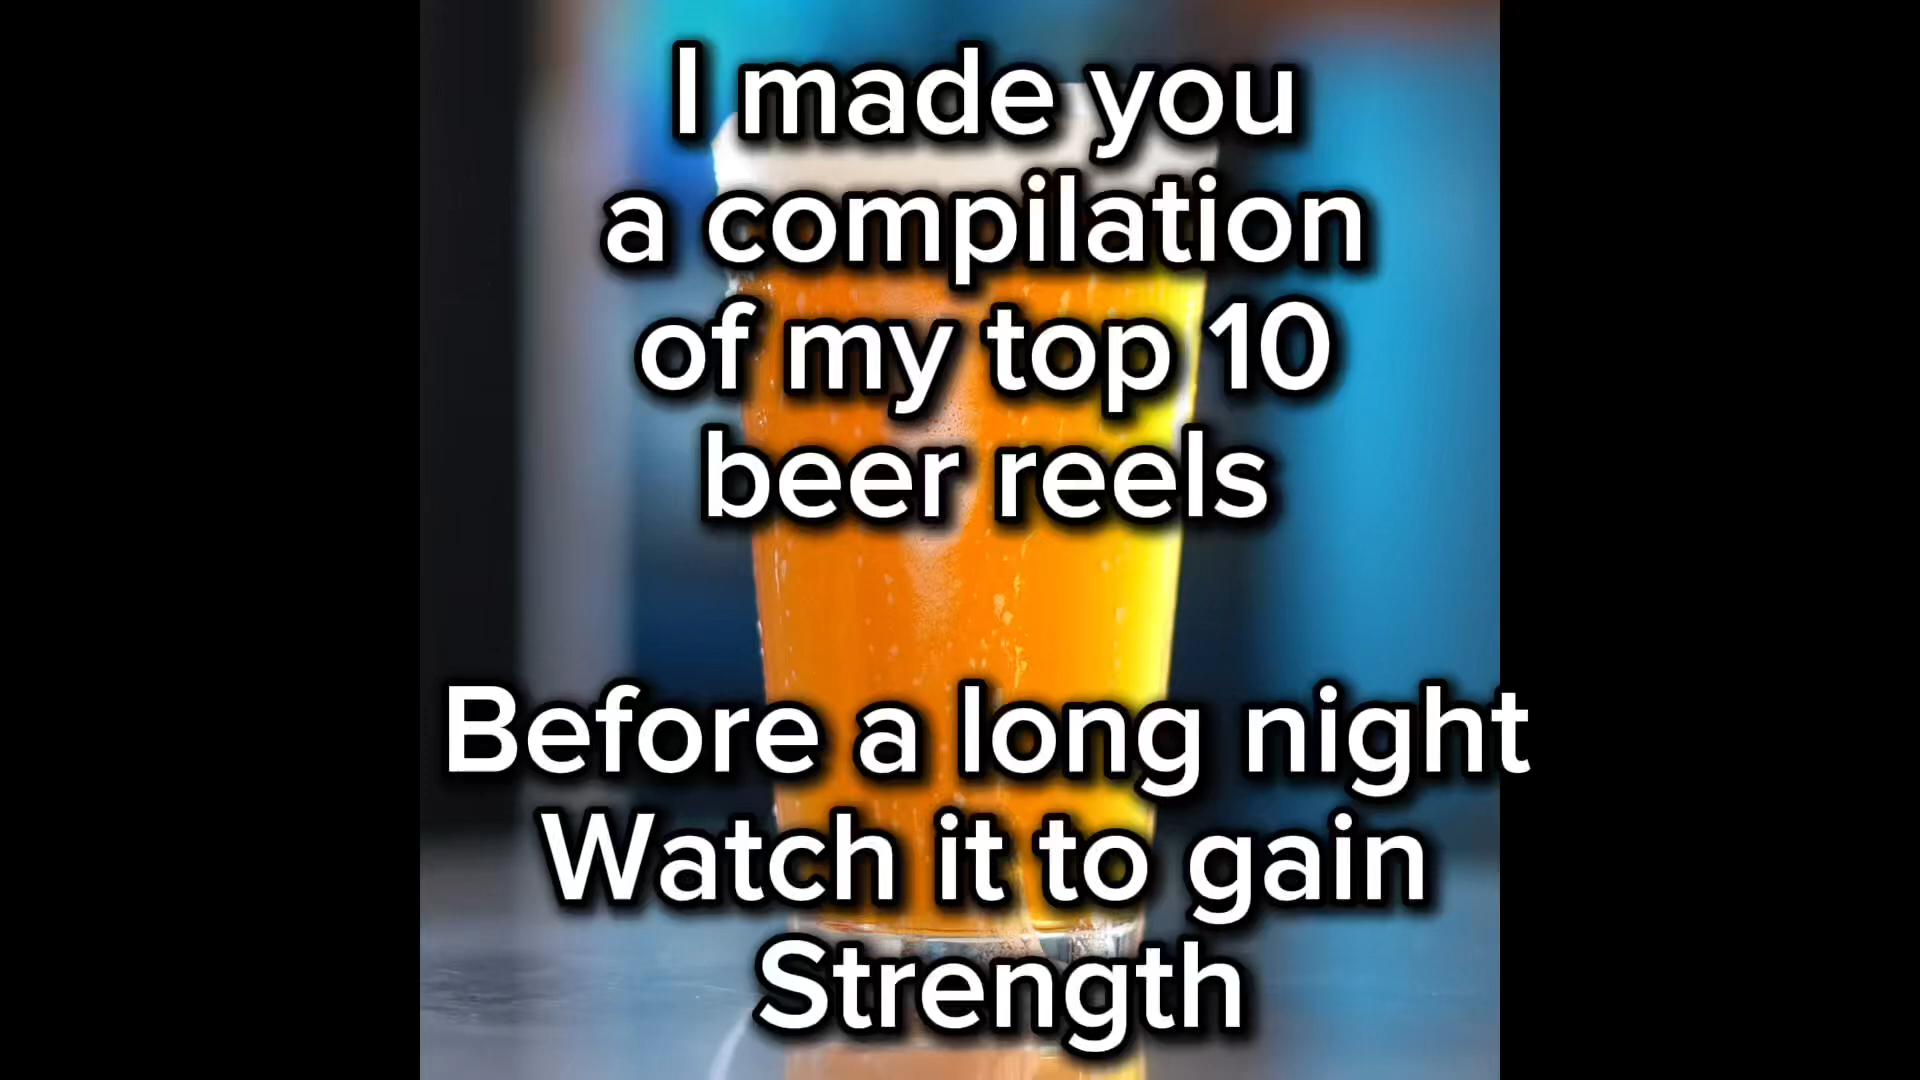 I made you
a compilation
of my top 10
beer reels
Before a long night
Watch it to gain
Strength